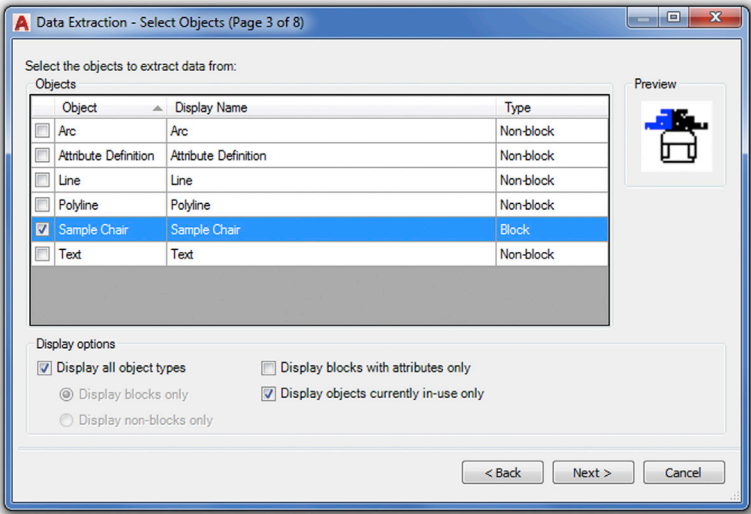 Data Extraction - Select Objects (Page 3 of 8)
Select the objects to extract data from:
Objects
Preview
Object Display Name Type
Arc Arc Non-block
Attribute Definition Attribute Definition Non-block
Line Line Non-block
Polyline Polyline Non-block
Sample Chair Sample Chair Block
Text Text Non-block
Display options
Display all object types Display blocks with attributes only
Display blocks only Display objects currently in-use only
Display non-blocks only
< Back Next > Cancel